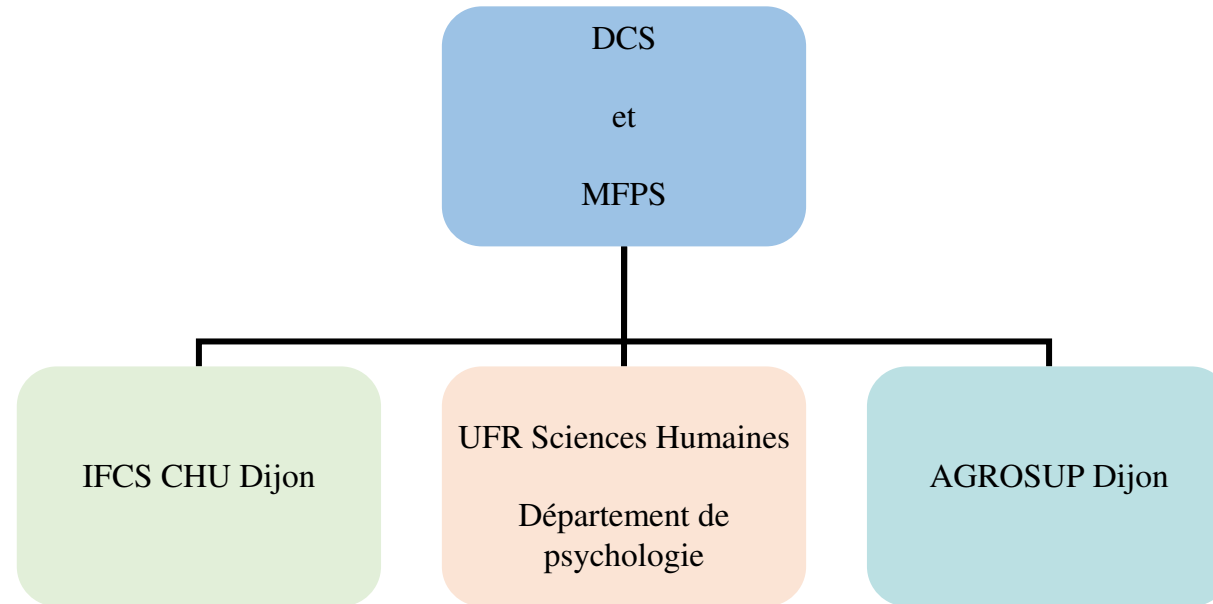 DCS
et
MFPS
IFCS CHU Dijon
UFR Sciences Humaines
Département de
psychologie
AGROSUP Dijon